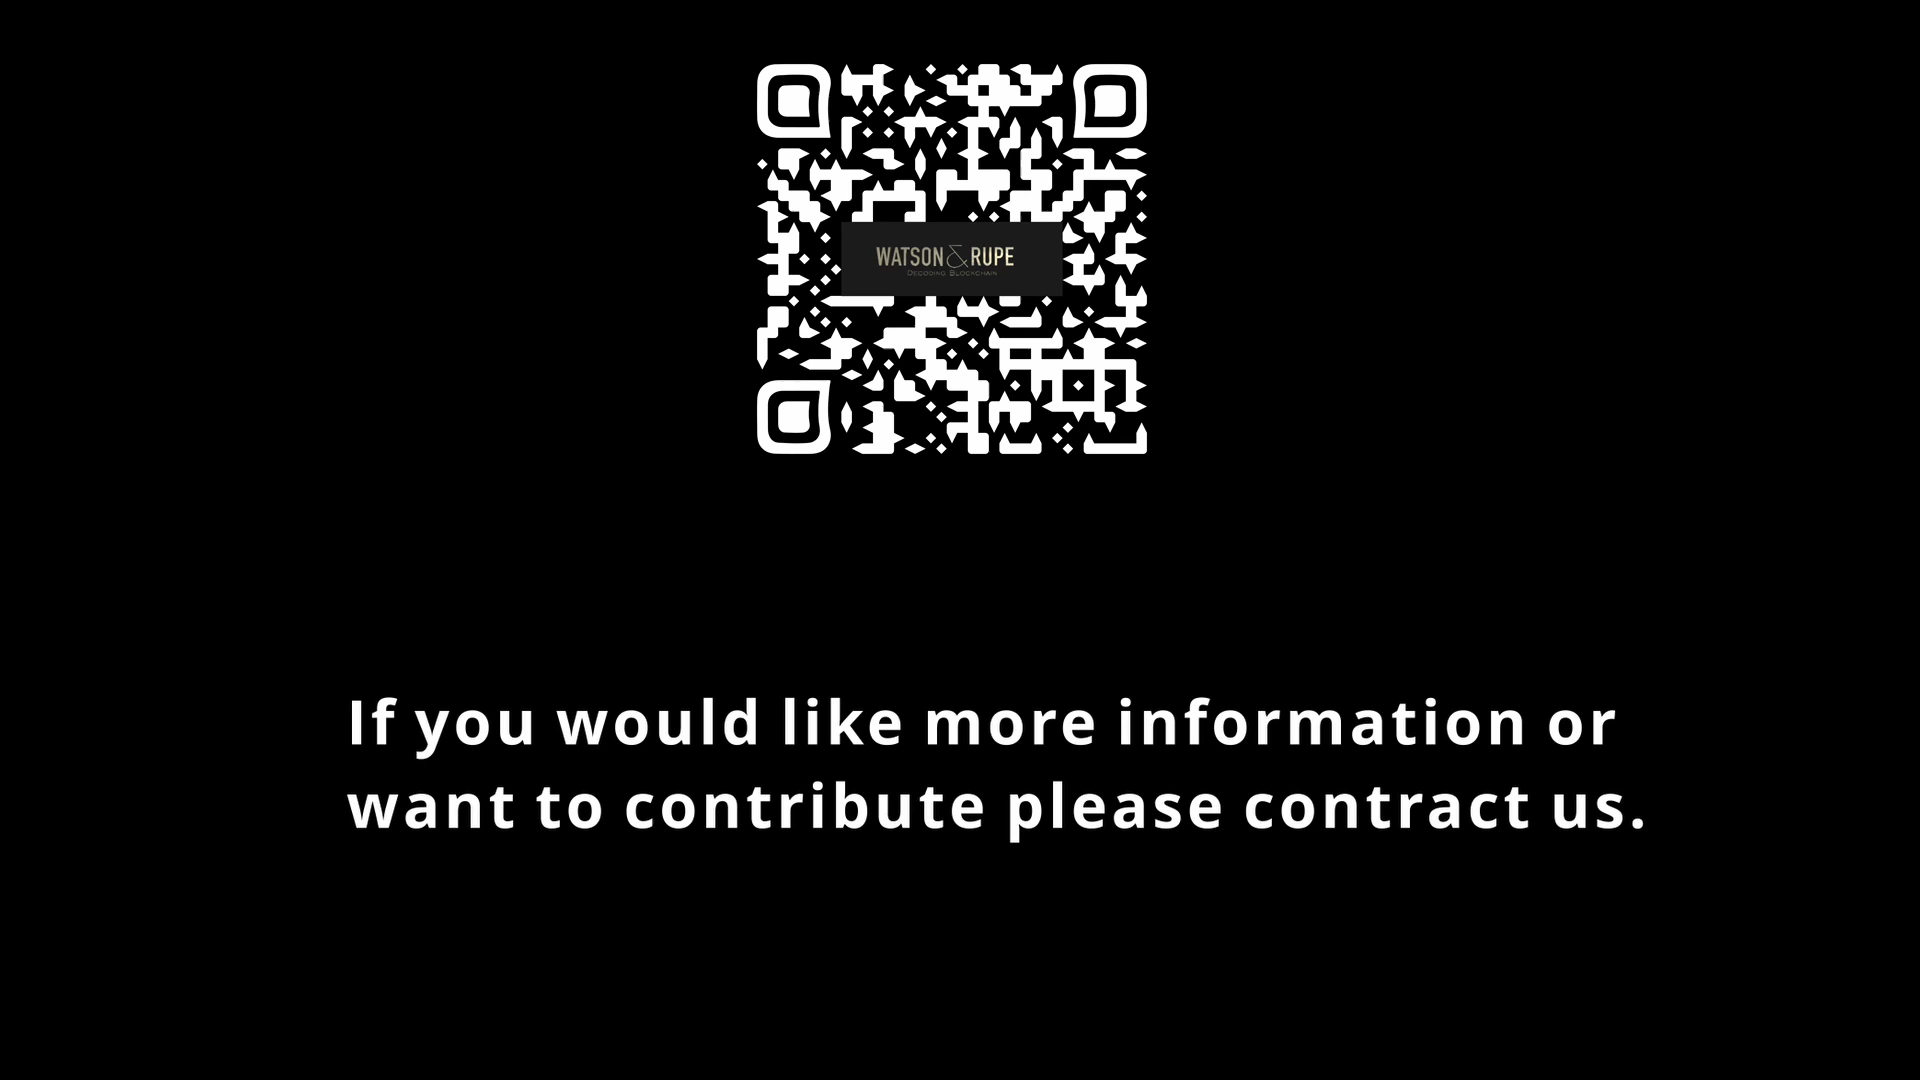 WATSON & RUPE
DECODING BLOCKCHAIN
If you would like more information or
want to contribute please contract us.